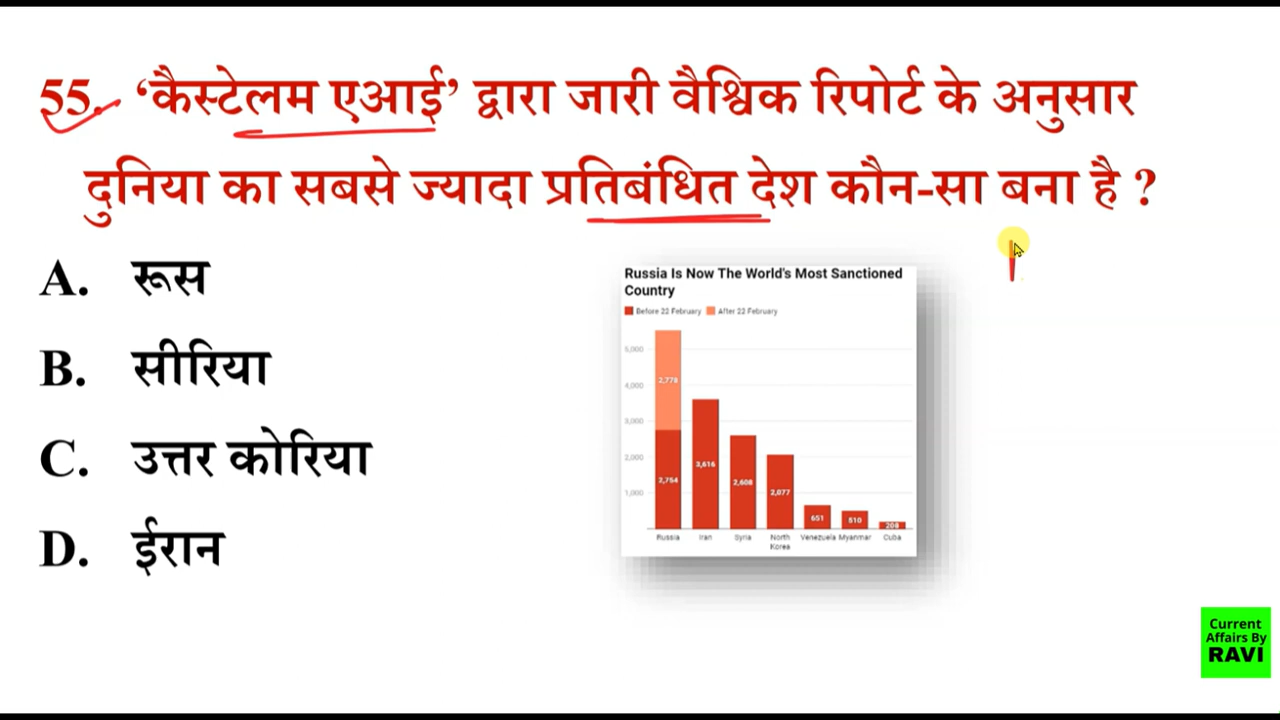 55. ‘कैस्टेलम एआई’ द्वारा जारी वैश्विक रिपोर्ट के अनुसार
दुनिया का सबसे ज्यादा प्रतिबंधित देश कौन-सा बना है ?
A. रूस
B. सीरिया
C. उत्तर कोरिया
D. ईरान
Russia Is Now The World's Most Sanctioned
Country
Before 22 February After 22 February
5,000
4,000
3,000
2,000
1,000
2,778
2,754
3,616
2,608
2,077
651
510
208
Russia Iran Syria North Korea Venezuela Myanmar Cuba
Current
Affairs By
RAVI